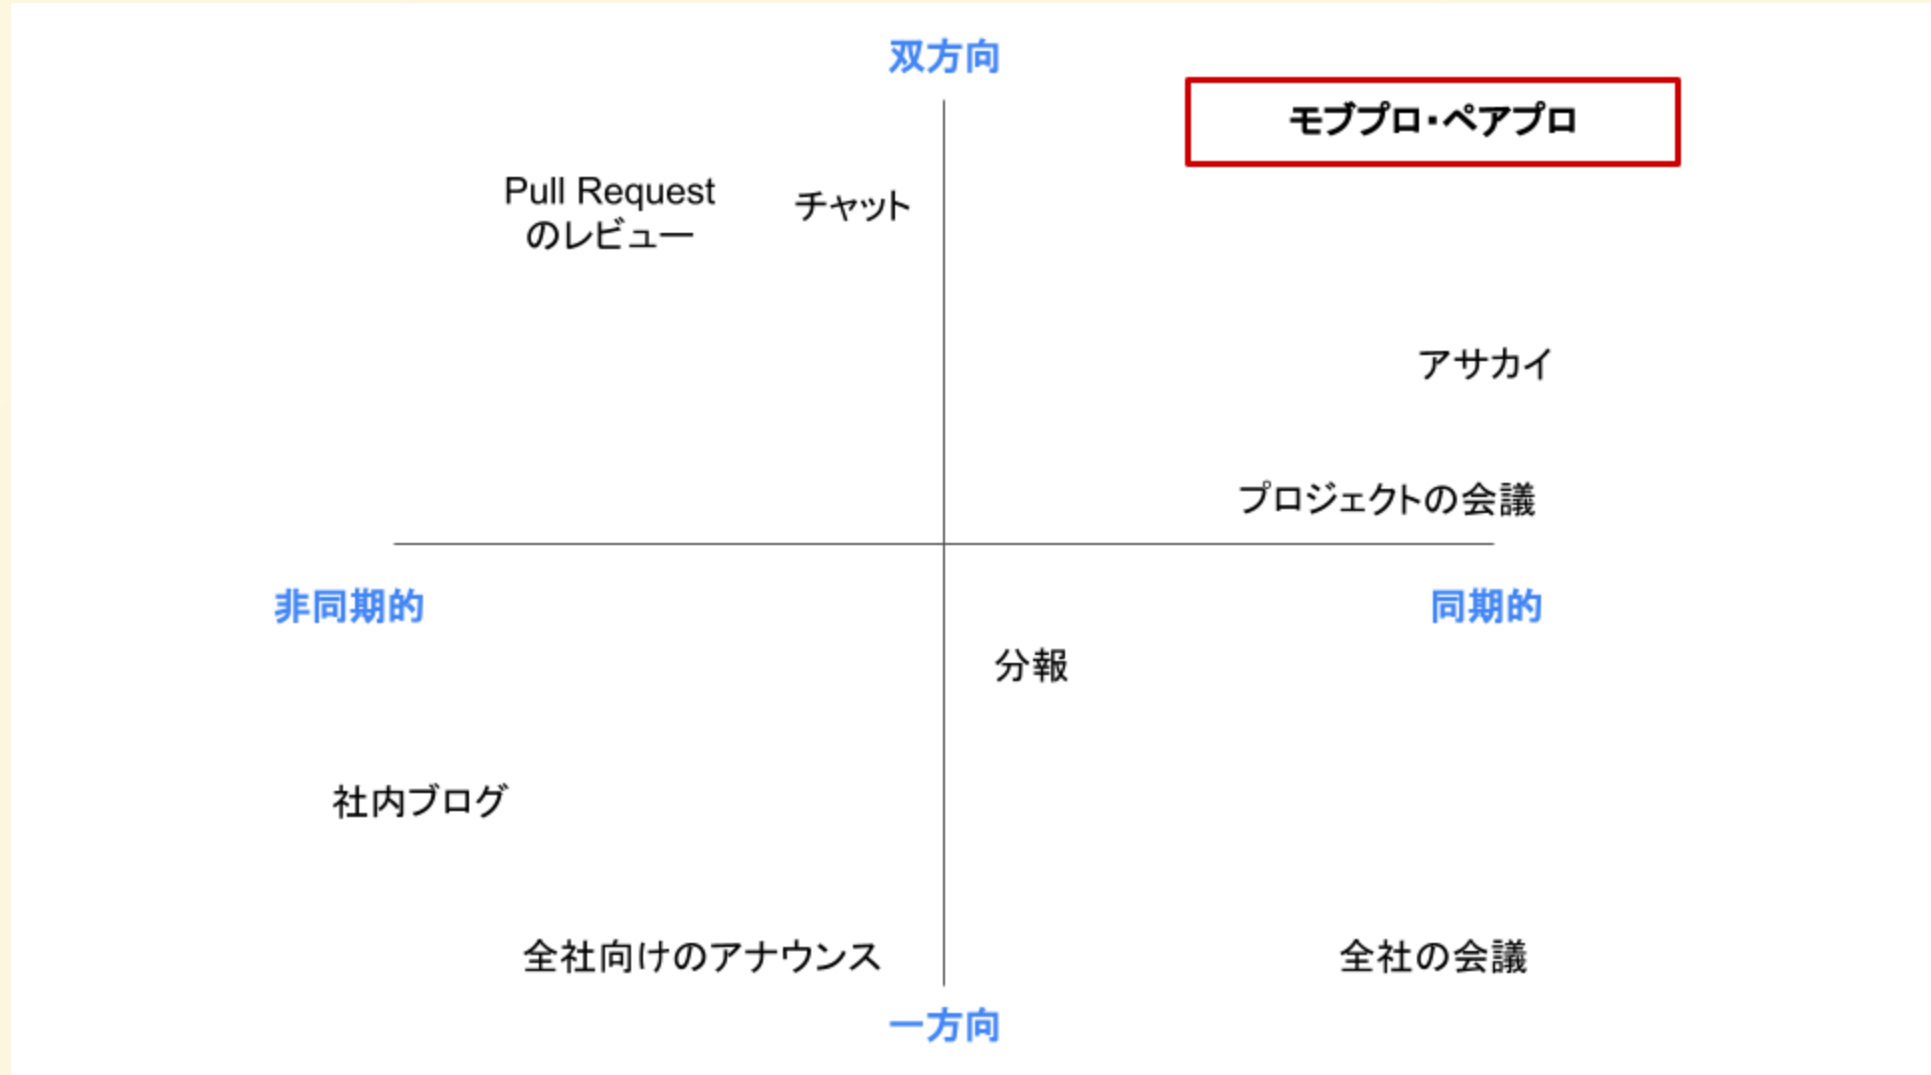 双方向
モブプロ・ペアプロ
Pull Request
のレビュー
チャット
アサカイ
プロジェクトの会議
非同期的
同期的
分報
社内ブログ
全社向けのアナウンス
全社の会議
一方向